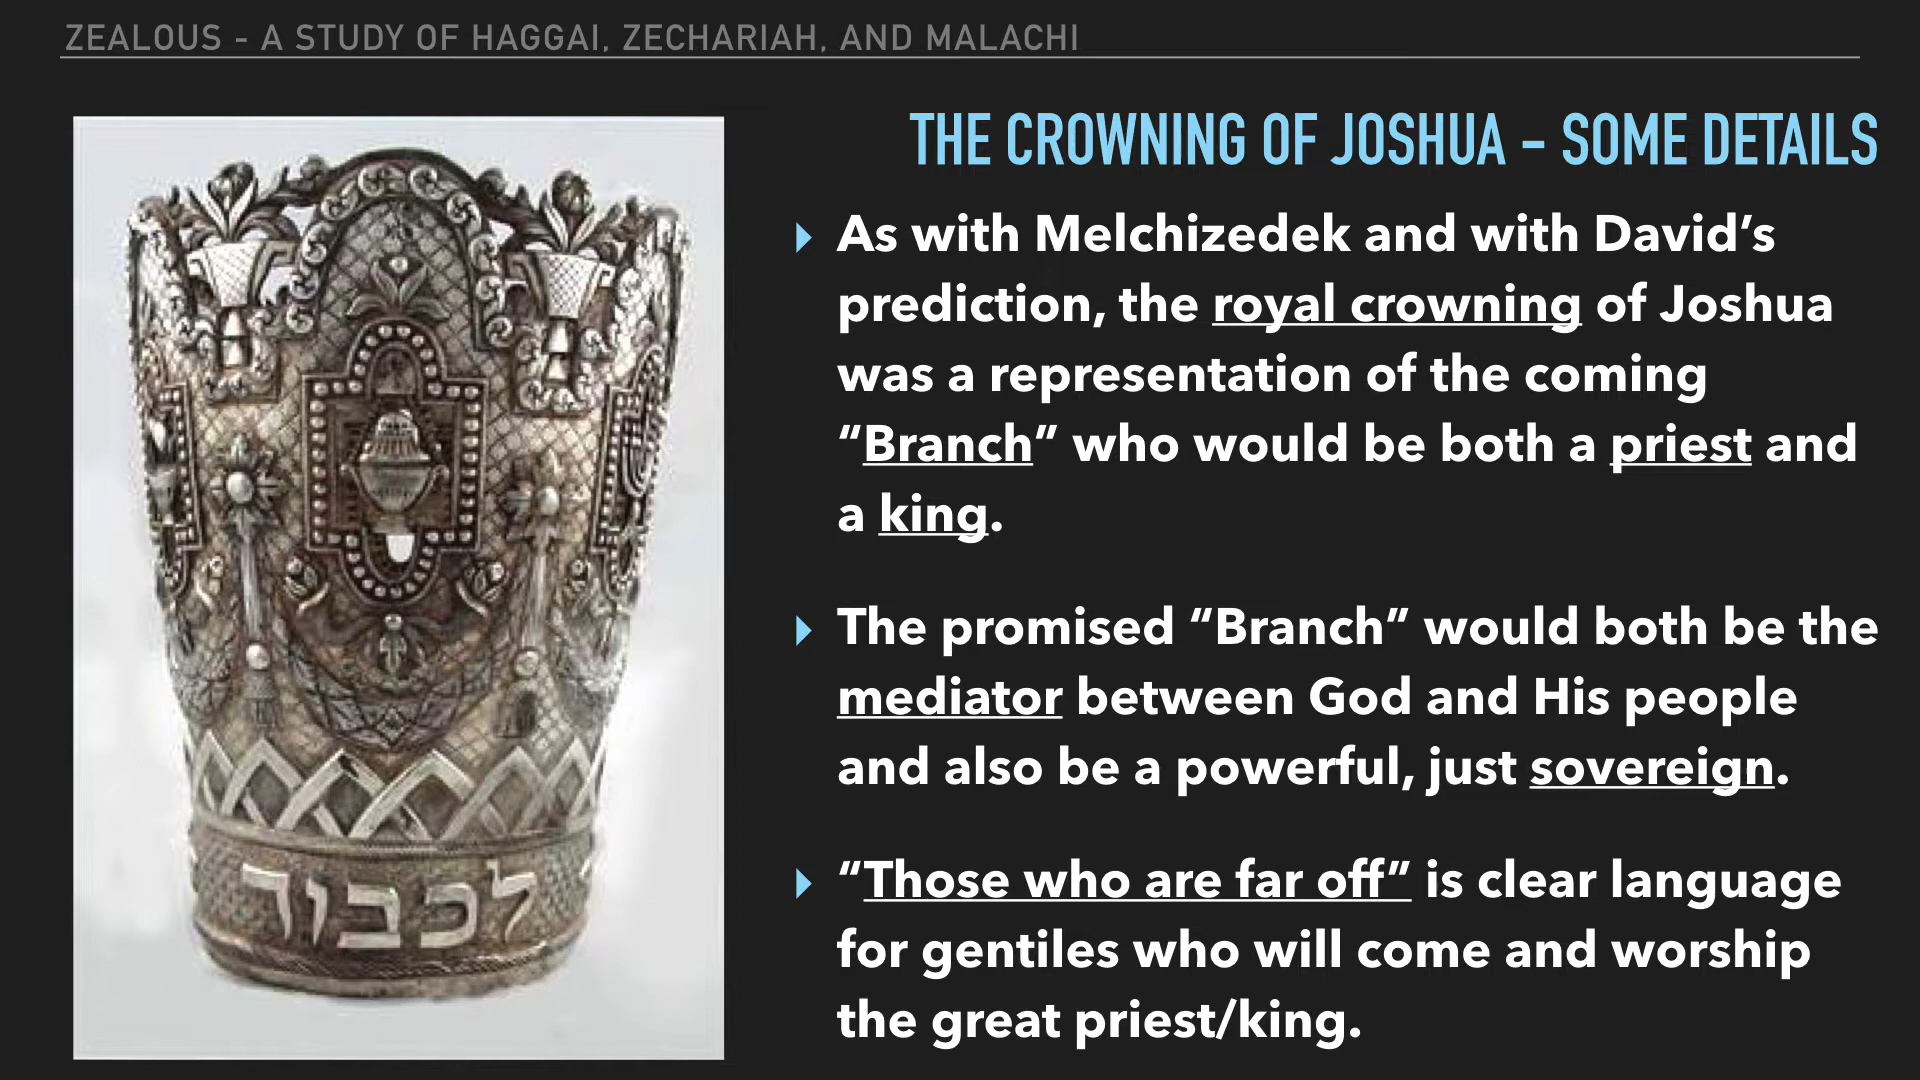 ZEALOUS - A STUDY OF HAGGAI, ZECHARIAH, AND MALACHI
THE CROWNING OF JOSHUA - SOME DETAILS
As with Melchizedek and with David’s
prediction, the royal crowning of Joshua
was a representation of the coming
“Branch” who would be both a priest and
a king.
The promised “Branch” would both be the
mediator between God and His people
and also be a powerful, just sovereign.
“Those who are far off” is clear language
for gentiles who will come and worship
the great priest/king.
לכבוד